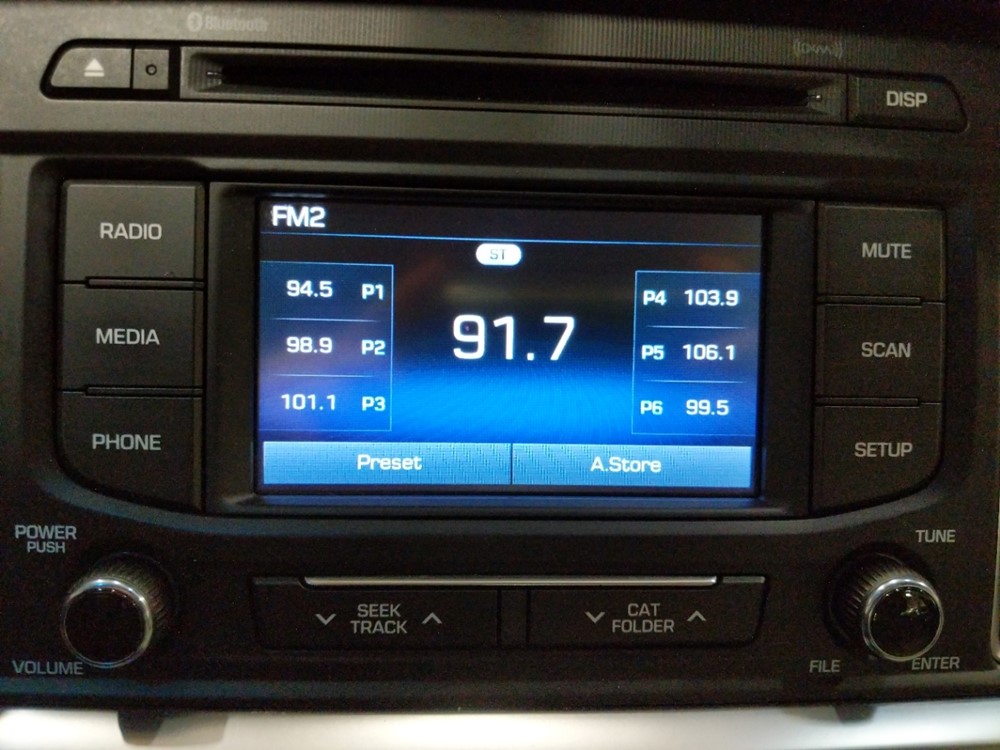 Bluetooth
((XM))
DISP
RADIO
MEDIA
PHONE
FM2
ST
94.5 P1
98.9 P2
101.1 P3
91.7
P4 103.9
P5 106.1
P6 99.5
Preset
A.Store
MUTE
SCAN
SETUP
POWER
PUSH
VOLUME
SEEK
TRACK
CAT
FOLDER
TUNE
FILE
ENTER